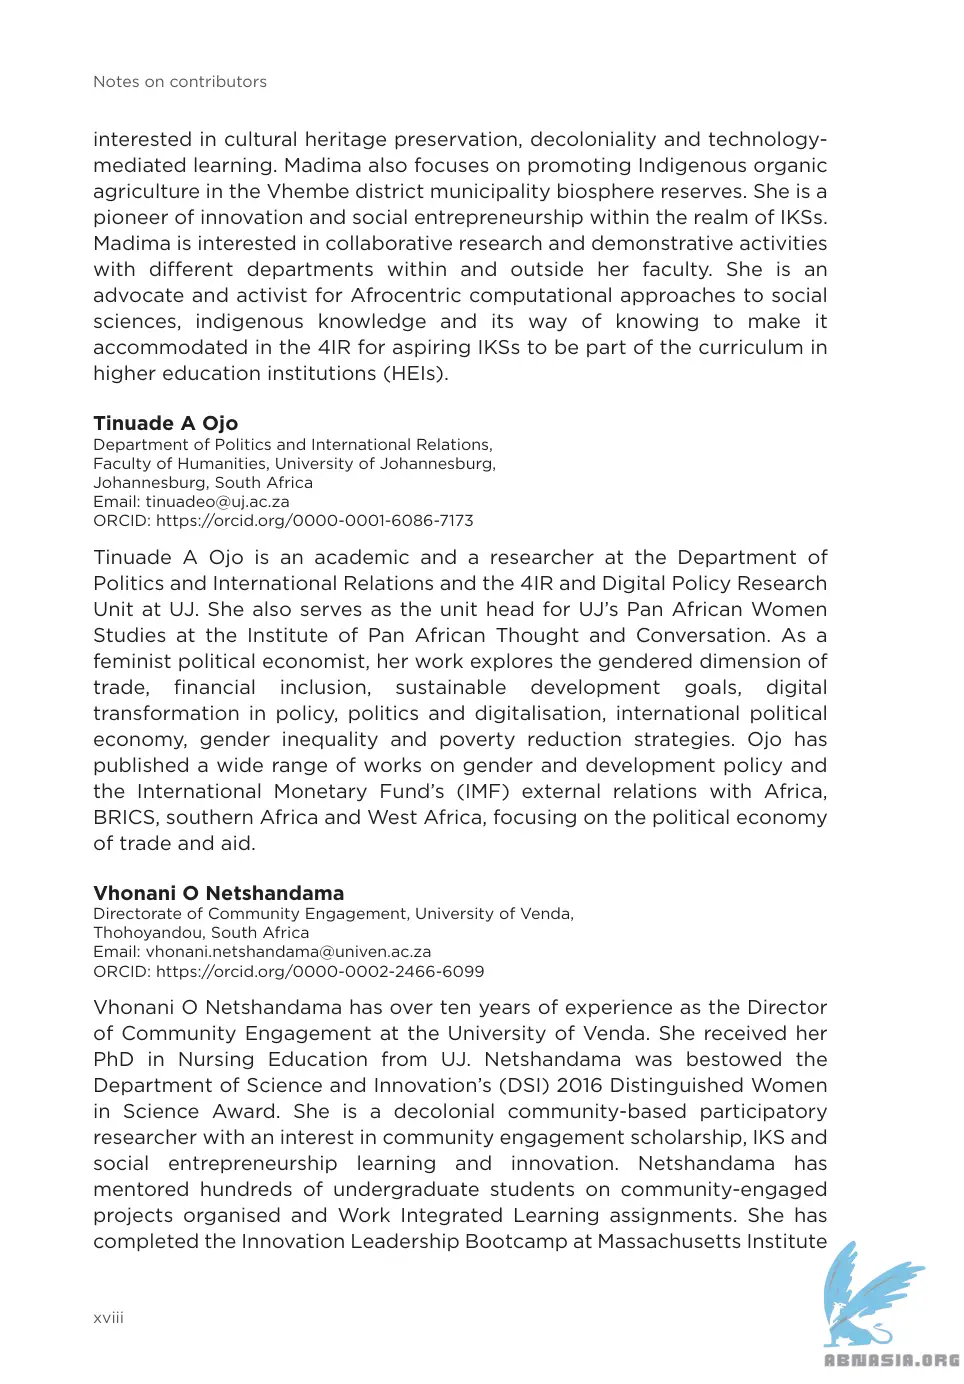 Notes on contributors
interested in cultural heritage preservation, decoloniality and technology-
mediated learning. Madima also focuses on promoting Indigenous organic
agriculture in the Vhembe district municipality biosphere reserves. She is a
pioneer of innovation and social entrepreneurship within the realm of IKSs.
Madima is interested in collaborative research and demonstrative activities
with different departments within and outside her faculty. She is an
advocate and activist for Afrocentric computational approaches to social
sciences, indigenous knowledge and its way of knowing to make it
accommodated in the 4IR for aspiring IKSs to be part of the curriculum in
higher education institutions (HEIs).
Tinuade A Ojo
Department of Politics and International Relations,
Faculty of Humanities, University of Johannesburg,
Johannesburg, South Africa
Email: tinuadeo@uj.ac.za
ORCID: https://orcid.org/0000-0001-6086-7173
Tinuade A Ojo is an academic and a researcher at the Department of
Politics and International Relations and the 4IR and Digital Policy Research
Unit at UJ. She also serves as the unit head for UJ’s Pan African Women
Studies at the Institute of Pan African Thought and Conversation. As a
feminist political economist, her work explores the gendered dimension of
trade, financial inclusion, sustainable development goals, digital
transformation in policy, politics and digitalisation, international political
economy, gender inequality and poverty reduction strategies. Ojo has
published a wide range of works on gender and development policy and
the International Monetary Fund’s (IMF) external relations with Africa,
BRICS, southern Africa and West Africa, focusing on the political economy
of trade and aid.
Vhonani O Netshandama
Directorate of Community Engagement, University of Venda,
Thohoyandou, South Africa
Email: vhonani.netshandama@univen.ac.za
ORCID: https://orcid.org/0000-0002-2466-6099
Vhonani O Netshandama has over ten years of experience as the Director
of Community Engagement at the University of Venda. She received her
PhD in Nursing Education from UJ. Netshandama was bestowed the
Department of Science and Innovation’s (DSI) 2016 Distinguished Women
in Science Award. She is a decolonial community-based participatory
researcher with an interest in community engagement scholarship, IKS and
social entrepreneurship learning and innovation. Netshandama has
mentored hundreds of undergraduate students on community-engaged
projects organised and Work Integrated Learning assignments. She has
completed the Innovation Leadership Bootcamp at Massachusetts Institute
xviii
ABNASIA.ORG